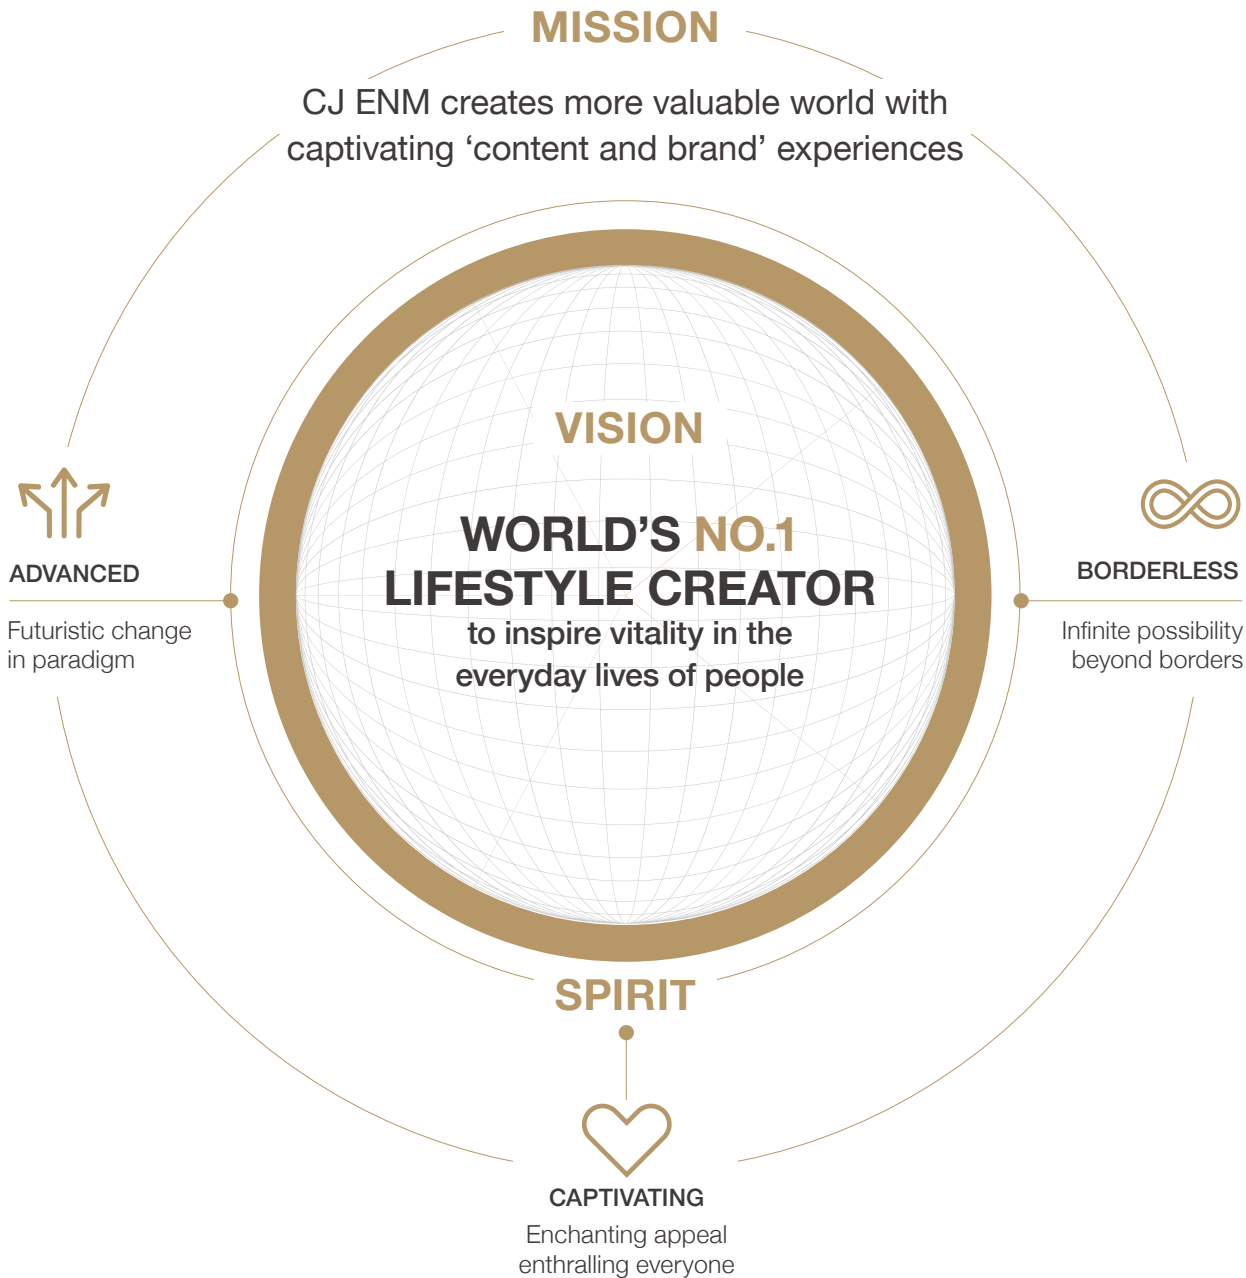 MISSION
CJ ENM creates more valuable world with
captivating ‘content and brand’ experiences
VISION
WORLD’S NO.1
LIFESTYLE CREATOR
to inspire vitality in the
everyday lives of people
ADVANCED
Futuristic change
in paradigm
BORDERLESS
Infinite possibility
beyond borders
SPIRIT
CAPTIVATING
Enchanting appeal
enthralling everyone